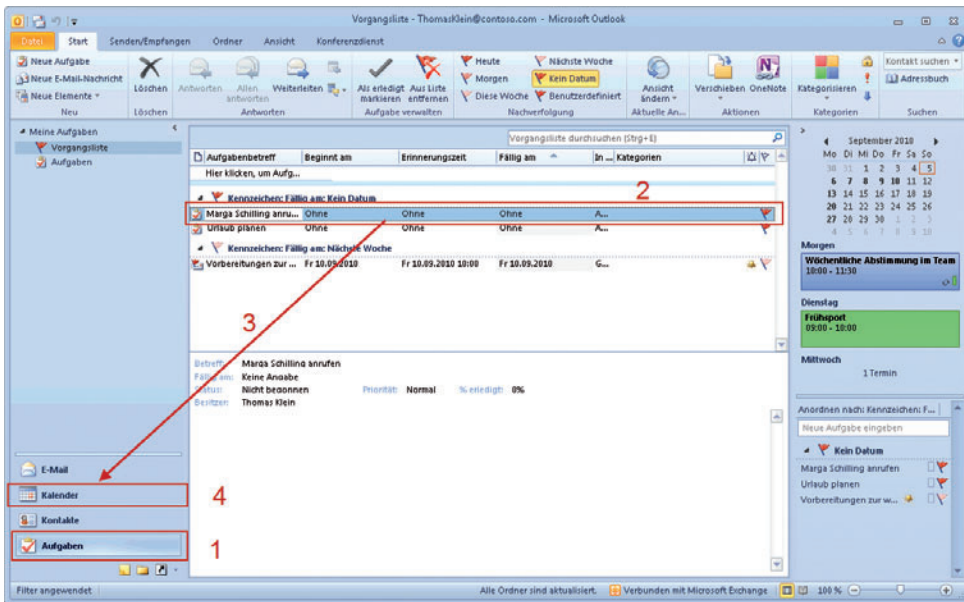 Vorgangsliste - ThomasKlein@contoso.com - Microsoft Outlook
Datei Start Senden/Empfangen Ordner Ansicht Konferenzdienst
Neue Aufgabe
Neue E-Mail-Nachricht
Neue Elemente
Neu
Löschen
Löschen
Antworten Allen antworten Weiterleiten
Antworten
Als erledigt markieren Aus Liste entfernen
Aufgabe verwalten
Heute Nächste Woche
Morgen Kein Datum
Diese Woche Benutzerdefiniert
Nachverfolgung
Ansicht ändern
Aktuelle An...
Verschieben OneNote
Aktionen
Kategorisieren
Kategorien
Kontakt suchen
Adressbuch
Suchen
Meine Aufgaben
Vorgangsliste
Aufgaben
Vorgangsliste durchsuchen (Strg+E)
Aufgabenbetreff Beginnt am Erinnerungszeit Fällig am In ... Kategorien
Hier klicken, um Aufg...
Kennzeichen: Fällig am: Kein Datum
2
Marga Schilling anru... Ohne Ohne Ohne A...
Urlaub planen Ohne Ohne Ohne A...
Kennzeichen: Fällig am: Nächste Woche
Vorbereitungen zur ... Fr 10.09.2010 Fr 10.09.2010 10:00 Fr 10.09.2010 G...
3
Betreff: Marga Schilling anrufen
Fällig am: Keine Angabe
Status: Nicht begonnen Priorität: Normal % erledigt: 0%
Besitzer: Thomas Klein
E-Mail
Kalender
4
Kontakte
Aufgaben
1
September 2010
Mo Di Mi Do Fr Sa So
30 31 1 2 3 4 5
6 7 8 9 10 11 12
13 14 15 16 17 18 19
20 21 22 23 24 25 26
27 28 29 30 1 2 3
4 5 6 7 8 9 10
Morgen
Wöchentliche Abstimmung im Team
10:00 - 11:30
Dienstag
Frühsport
09:00 - 10:00
Mittwoch
1 Termin
Anordnen nach: Kennzeichen: F...
Neue Aufgabe eingeben
Kein Datum
Marga Schilling anrufen
Urlaub planen
Vorbereitungen zur w...
Filter angewendet
Alle Ordner sind aktualisiert. Verbunden mit Microsoft Exchange 100 %